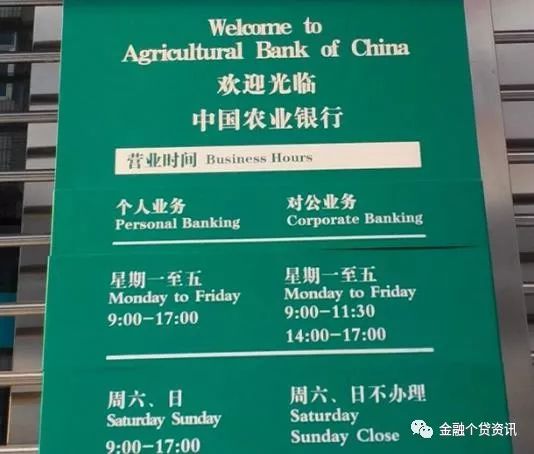 Welcome to
Agricultural Bank of China
欢迎光临
中国农业银行
营业时间 Business Hours
个人业务
Personal Banking
对公业务
Corporate Banking
星期一至五
Monday to Friday
9:00-17:00
星期一至五
Monday to Friday
9:00-11:30
14:00-17:00
周六、日
Saturday Sunday
9:00-17:00
周六、日不办理
Saturday
Sunday Close
金融个贷资讯